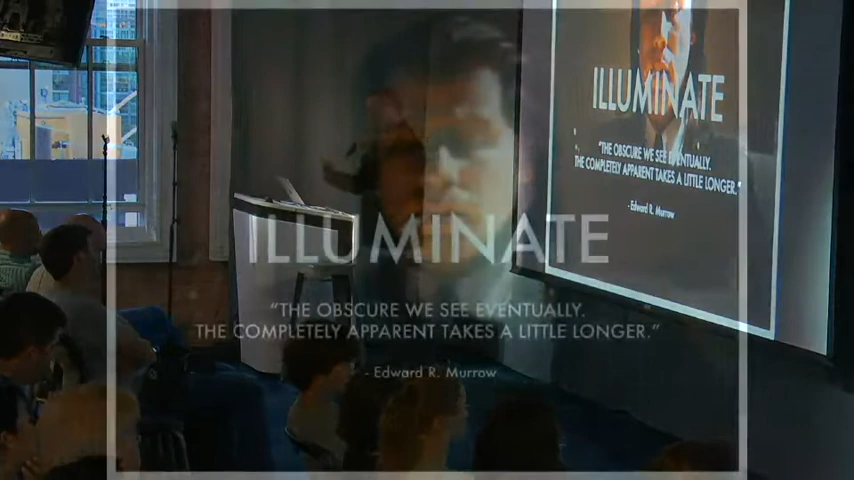 ILLUMINATE
"THE OBSCURE WE SEE EVENTUALLY.
THE COMPLETELY APPARENT TAKES A LITTLE LONGER."
- Edward R. Murrow
ILLUMINATE
"THE OBSCURE WE SEE EVENTUALLY.
THE COMPLETELY APPARENT TAKES A LITTLE LONGER."
- Edward R. Murrow